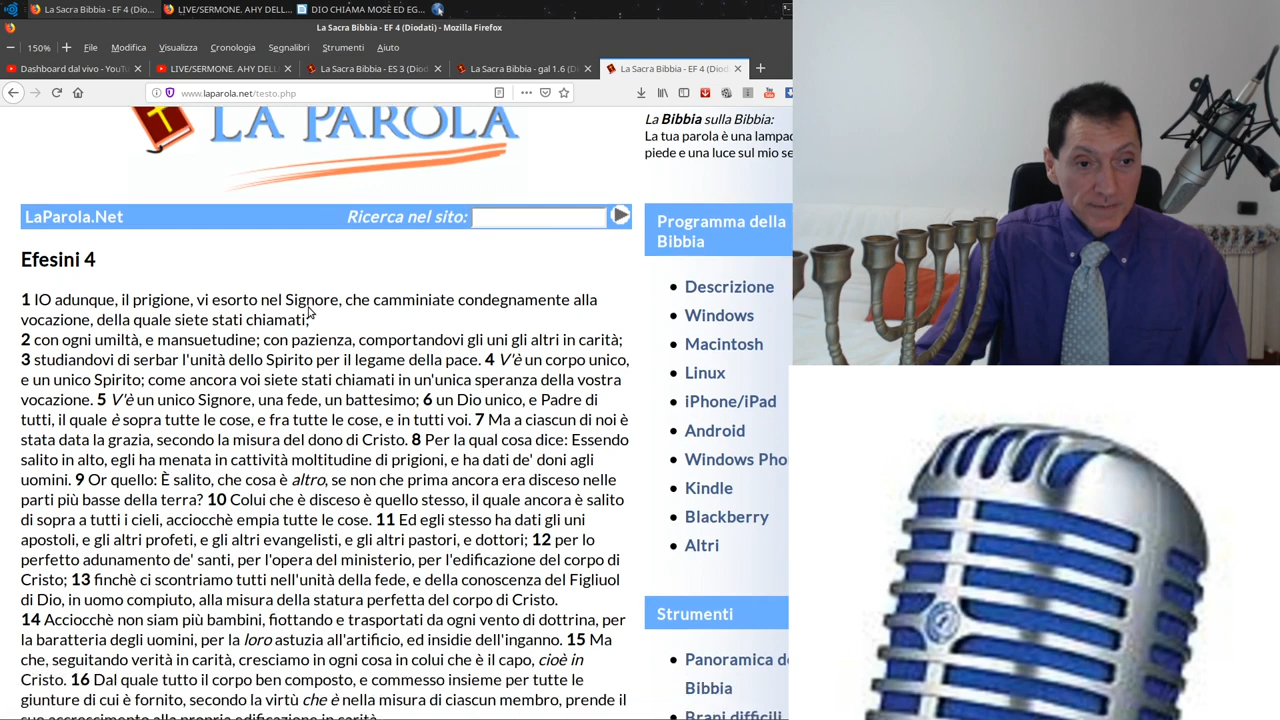 La Sacra Bibbia - EF 4 (Dio...
LIVE/SERMONE. AHY DELL...
DIO CHIAMA MOSÉ ED EG...
La Sacra Bibbia - EF 4 (Diodati) - Mozilla Firefox
150%
File Modifica Visualizza Cronologia Segnalibri Strumenti Aiuto
Dashboard dal vivo - YouTu
LIVE/SERMONE. AHY DELL
La Sacra Bibbia - ES 3 (Diod
La Sacra Bibbia - gal 1.6 (D
La Sacra Bibbia - EF 4 (Diod
www.laparola.net/testo.php
LA PAROLA
La Bibbia sulla Bibbia:
La tua parola è una lampad
piede e una luce sul mio se
LaParola.Net
Ricerca nel sito:
Efesini 4
1 IO adunque, il prigione, vi esorto nel Signore, che camminiate condegnamente alla
vocazione, della quale siete stati chiamati;
2 con ogni umiltà, e mansuetudine; con pazienza, comportandovi gli uni gli altri in carità;
3 studiandovi di serbar l'unità dello Spirito per il legame della pace. 4 V'è un corpo unico,
e un unico Spirito; come ancora voi siete stati chiamati in un'unica speranza della vostra
vocazione. 5 V'è un unico Signore, una fede, un battesimo; 6 un Dio unico, e Padre di
tutti, il quale è sopra tutte le cose, e fra tutte le cose, e in tutti voi. 7 Ma a ciascun di noi è
stata data la grazia, secondo la misura del dono di Cristo. 8 Per la qual cosa dice: Essendo
salito in alto, egli ha menata in cattività moltitudine di prigioni, e ha dati de' doni agli
uomini. 9 Or quello: È salito, che cosa è altro, se non che prima ancora era disceso nelle
parti più basse della terra? 10 Colui che è disceso è quello stesso, il quale ancora è salito
di sopra a tutti i cieli, acciocchè empia tutte le cose. 11 Ed egli stesso ha dati gli uni
apostoli, e gli altri profeti, e gli altri evangelisti, e gli altri pastori, e dottori; 12 per lo
perfetto adunamento de' santi, per l'opera del ministerio, per l'edificazione del corpo di
Cristo; 13 finchè ci scontriamo tutti nell'unità della fede, e della conoscenza del Figliuol
di Dio, in uomo compiuto, alla misura della statura perfetta del corpo di Cristo.
14 Acciocchè non siam più bambini, fiottando e trasportati da ogni vento di dottrina, per
la baratteria degli uomini, per la loro astuzia all'artificio, ed insidie dell'inganno. 15 Ma
che, seguitando verità in carità, cresciamo in ogni cosa in colui che è il capo, cioè in
Cristo. 16 Dal quale tutto il corpo ben composto, e commesso insieme per tutte le
giunture di cui è fornito, secondo la virtù che è nella misura di ciascun membro, prende il
suo accrescimento alla propria edificazione in carità.
Programma della
Bibbia
Descrizione
Windows
Macintosh
Linux
iPhone/iPad
Android
Windows Pho
Kindle
Blackberry
Altri
Strumenti
Panoramica de
Bibbia
Brani difficili